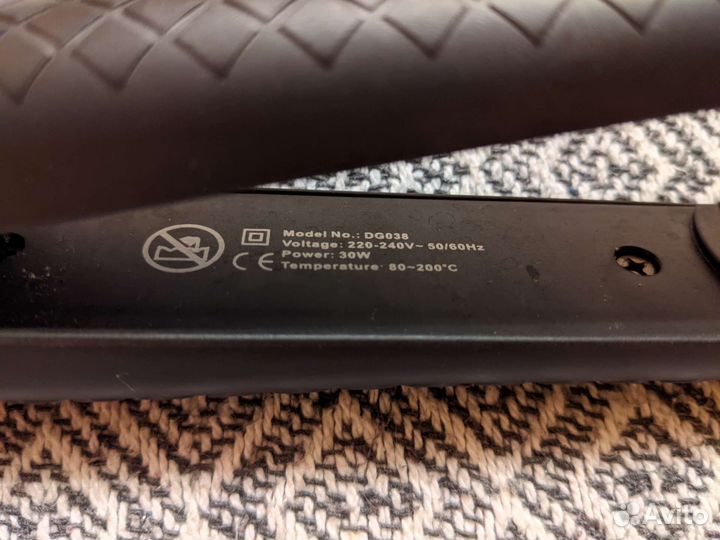 Model No.: DG038
Voltage: 220-240V~ 50/60Hz
Power: 30W
CE Temperature: 80~200°C
Avito